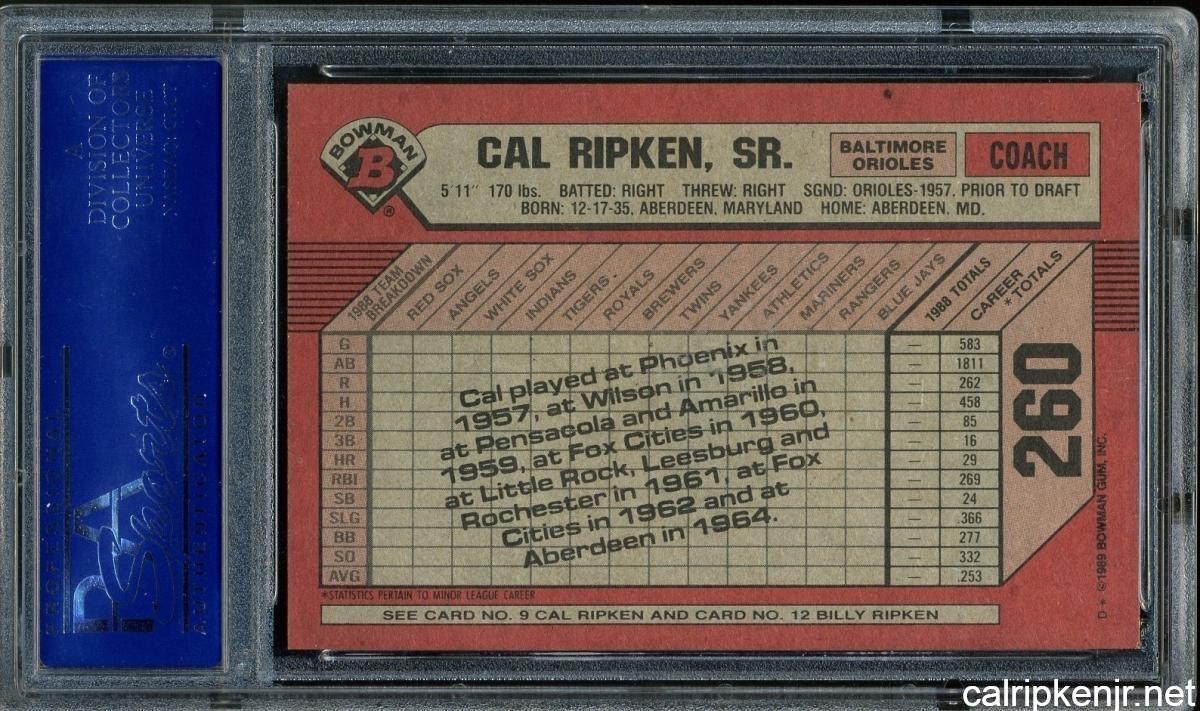 A
DIVISION OF
COLLECTORS
UNIVERSE
NASDAQ: CLCT
PROFESSIONAL
PSA
Sports®
AUTHENTICATION
BOWMAN
B
®
CAL RIPKEN, SR.
BALTIMORE
ORIOLES
COACH
5'11" 170 lbs. BATTED: RIGHT THREW: RIGHT SGND: ORIOLES-1957, PRIOR TO DRAFT
BORN: 12-17-35, ABERDEEN, MARYLAND HOME: ABERDEEN, MD.
1988 TEAM
BREAKDOWN
RED SOX
ANGELS
WHITE SOX
INDIANS
TIGERS
ROYALS
BREWERS
TWINS
YANKEES
ATHLETICS
MARINERS
RANGERS
BLUE JAYS
1988 TOTALS
CAREER
*TOTALS
G — 583
AB — 1811
R — 262
H — 458
2B — 85
3B — 16
HR — 29
RBI — 269
SB — 24
SLG — .366
BB — 277
SO — 332
AVG — .253
Cal played at Phoenix in
1957, at Wilson in 1958,
at Pensacola and Amarillo in
1959, at Fox Cities in 1960,
at Little Rock, Leesburg and
Rochester in 1961, at Fox
Cities in 1962 and at
Aberdeen in 1964.
260
*STATISTICS PERTAIN TO MINOR LEAGUE CAREER
SEE CARD NO. 9 CAL RIPKEN AND CARD NO. 12 BILLY RIPKEN
D* ©1989 BOWMAN GUM, INC.
calripkenjr.net